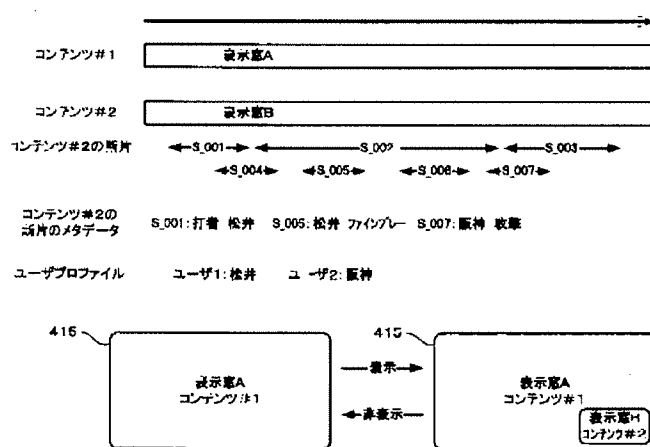 t
コンテンツ#1 表示窓A
コンテンツ#2 表示窓B
コンテンツ#2の断片 S_001 S_002 S_003
S_004 S_005 S_006 S_007
コンテンツ#2の
断片のメタデータ S_001:打者 松井 S_005:松井 ファインプレー S_007:阪神 攻撃
ユーザプロファイル ユーザ1:松井 ユーザ2:阪神
415 415
表示窓A
コンテンツ#1
表示
非表示
表示窓A
コンテンツ#1
表示窓B
コンテンツ#2